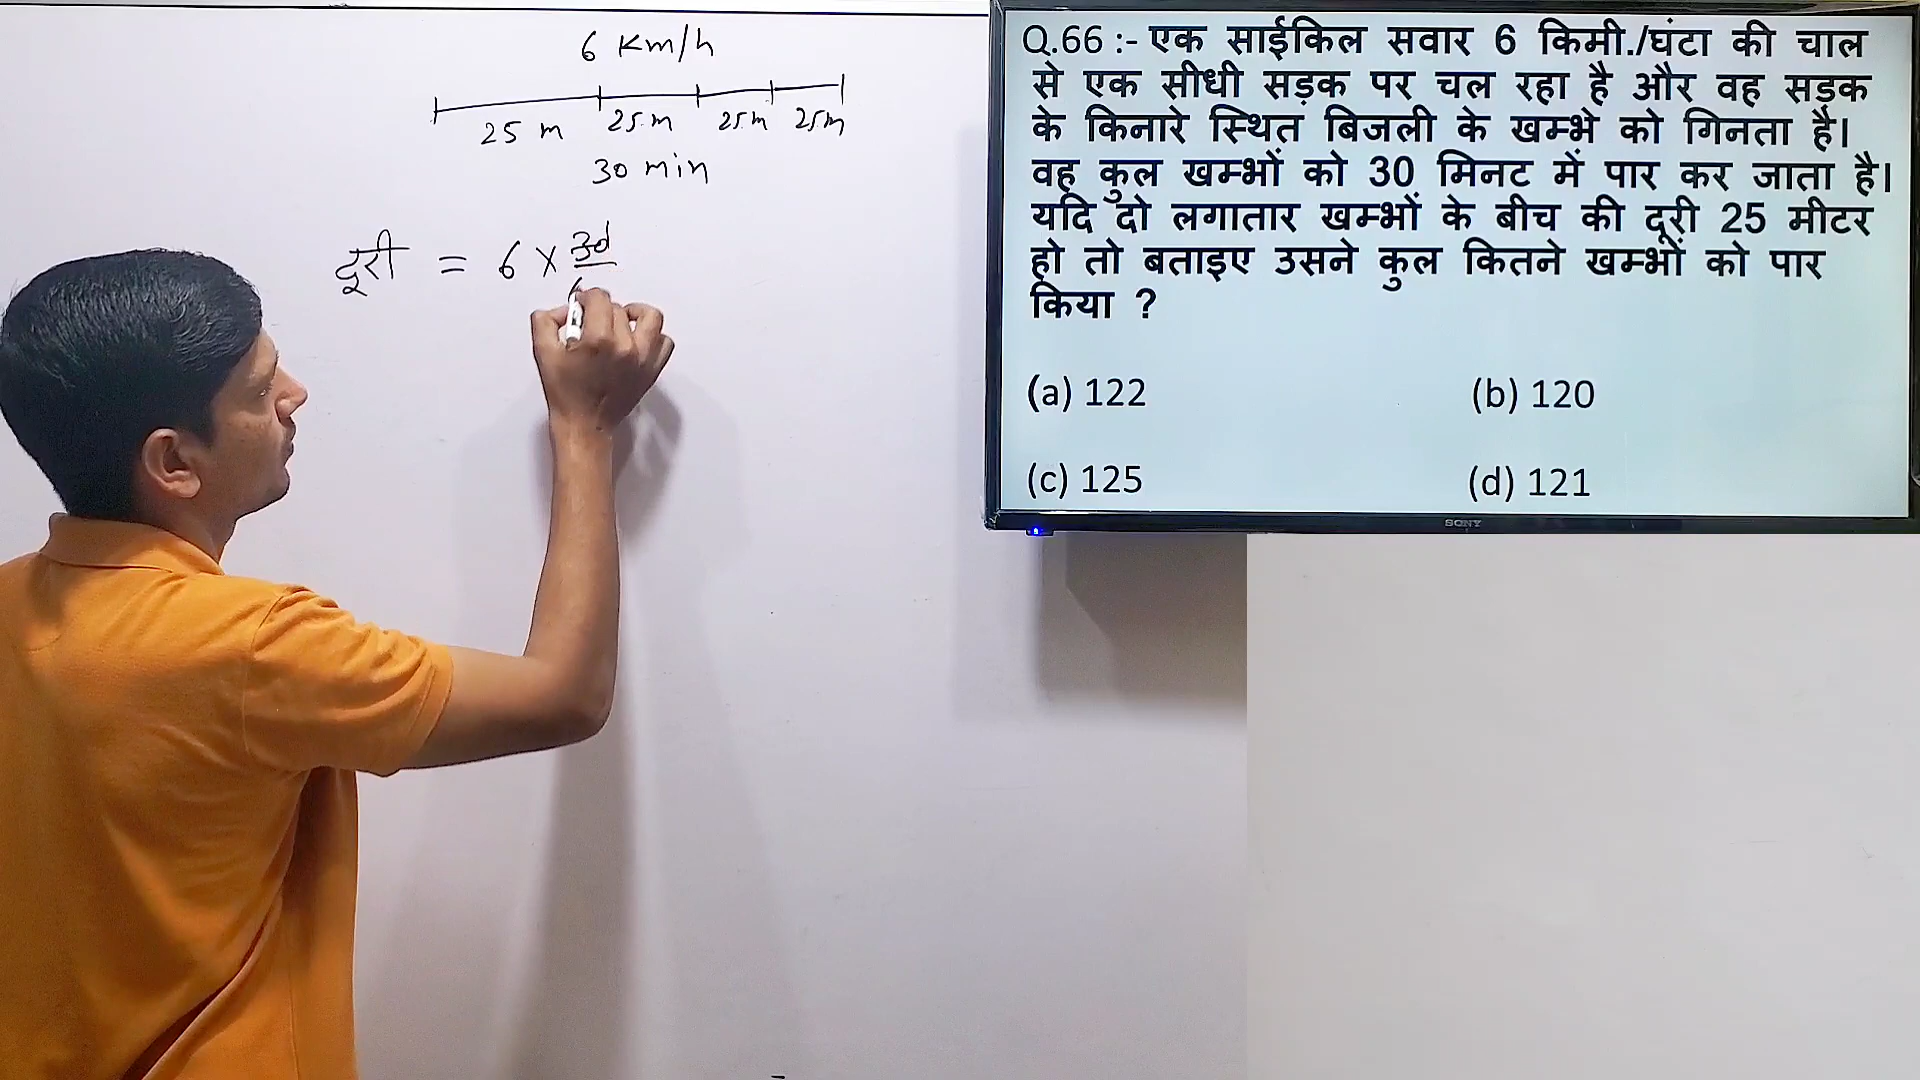 6 Km/h
25 m 25 m 25 m 25 m
30 min
दूरी = 6 × 30
6
Q.66 :- एक साईकिल सवार 6 किमी./घंटा की चाल
से एक सीधी सड़क पर चल रहा है और वह सड़क
के किनारे स्थित बिजली के खम्भे को गिनता है।
वह कुल खम्भों को 30 मिनट में पार कर जाता है।
यदि दो लगातार खम्भों के बीच की दूरी 25 मीटर
हो तो बताइए उसने कुल कितने खम्भों को पार
किया ?
(a) 122 (b) 120
(c) 125 (d) 121
SONY